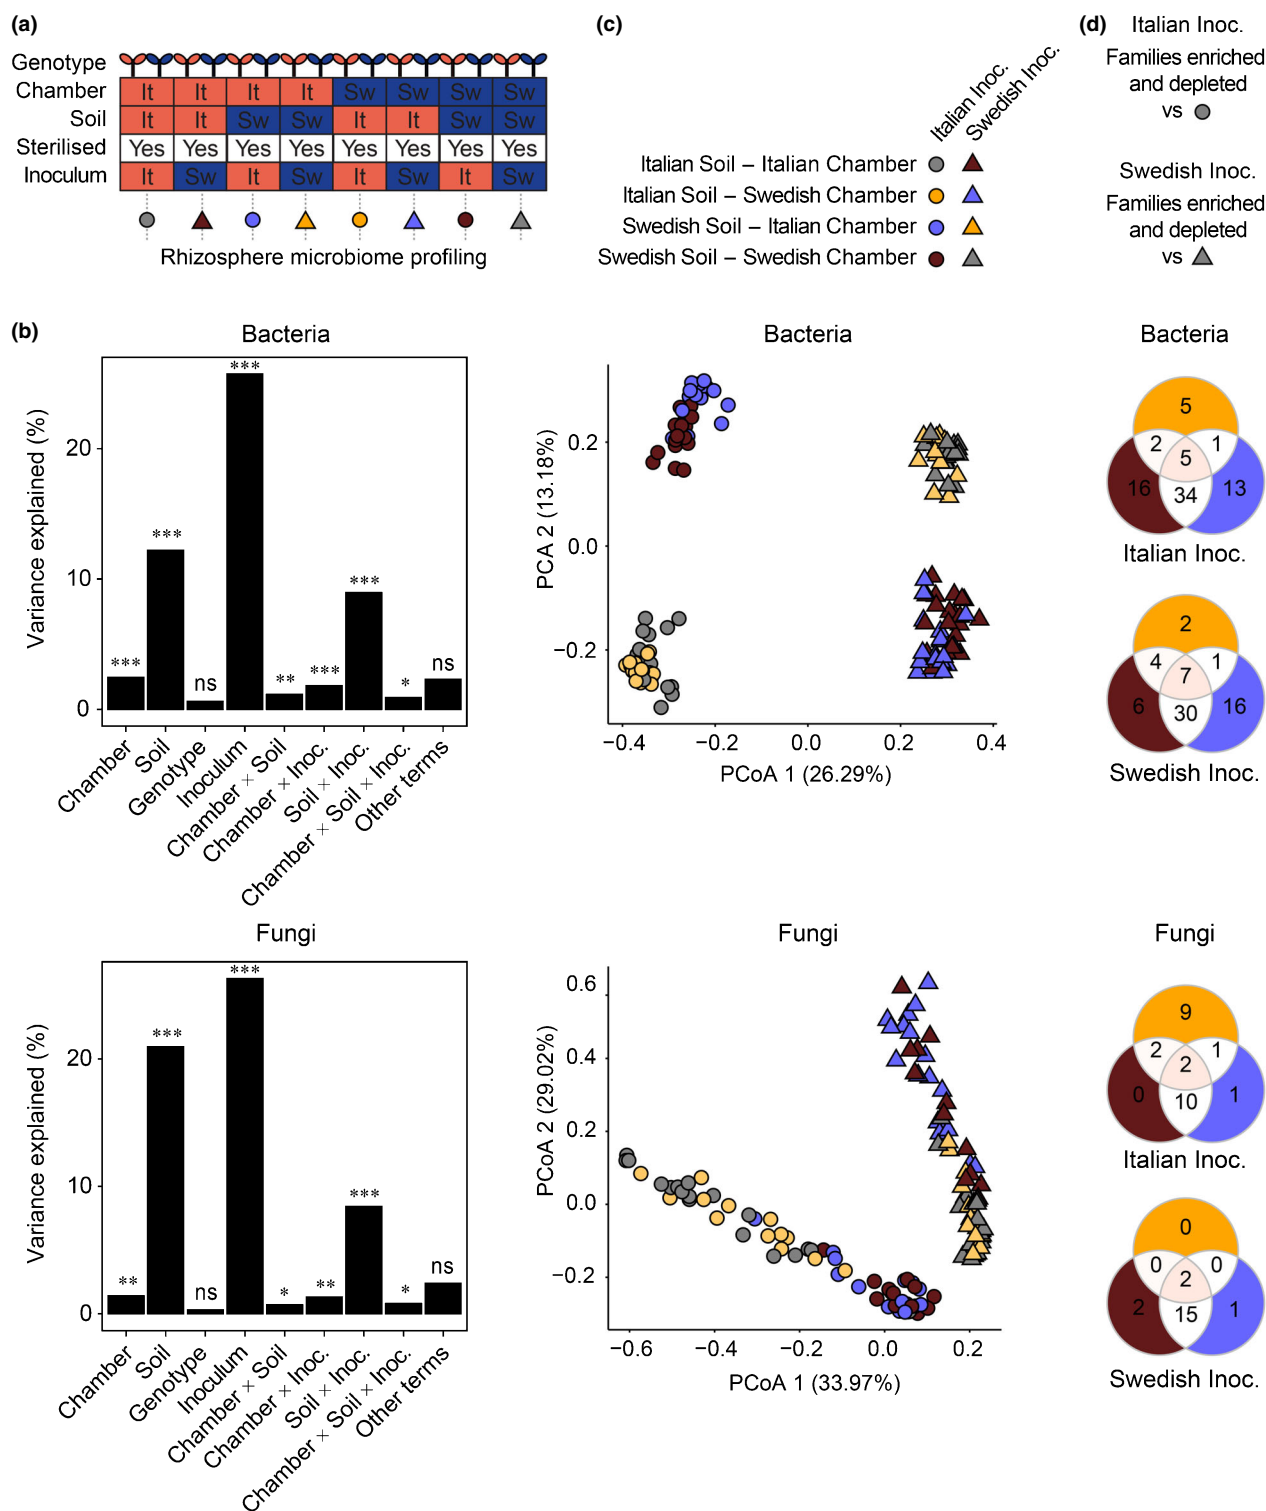 (a)
Genotype
Chamber It It It It Sw Sw Sw Sw
Soil It It Sw Sw It It Sw Sw
Sterilised Yes Yes Yes Yes Yes Yes Yes Yes
Inoculum It Sw It Sw It Sw It Sw
Rhizosphere microbiome profiling
(c)
Italian Inoc.
Swedish Inoc.
Italian Soil – Italian Chamber
Italian Soil – Swedish Chamber
Swedish Soil – Italian Chamber
Swedish Soil – Swedish Chamber
(d)
Italian Inoc.
Families enriched
and depleted
vs
Swedish Inoc.
Families enriched
and depleted
vs
(b)
Bacteria
Variance explained (%)
20
10
0
***
***
ns
***
**
***
***
*
ns
Chamber
Soil
Genotype
Inoculum
Chamber × Soil
Chamber × Inoc.
Soil × Inoc.
Chamber × Soil × Inoc.
Other terms
Bacteria
PCA 2 (13.18%)
0.2
0.0
−0.2
−0.4 −0.2 0.0 0.2 0.4
PCoA 1 (26.29%)
Bacteria
5
2 1
5
16 34 13
Italian Inoc.
2
4 1
7
6 30 16
Swedish Inoc.
Fungi
Variance explained (%)
20
10
0
**
***
ns
***
*
**
***
*
ns
Chamber
Soil
Genotype
Inoculum
Chamber × Soil
Chamber × Inoc.
Soil × Inoc.
Chamber × Soil × Inoc.
Other terms
Fungi
PCoA 2 (29.02%)
0.6
0.4
0.2
0.0
−0.2
−0.6 −0.4 −0.2 0.0 0.2
PCoA 1 (33.97%)
Fungi
9
2 1
2
0 10 1
Italian Inoc.
0
0 0
2
2 15 1
Swedish Inoc.